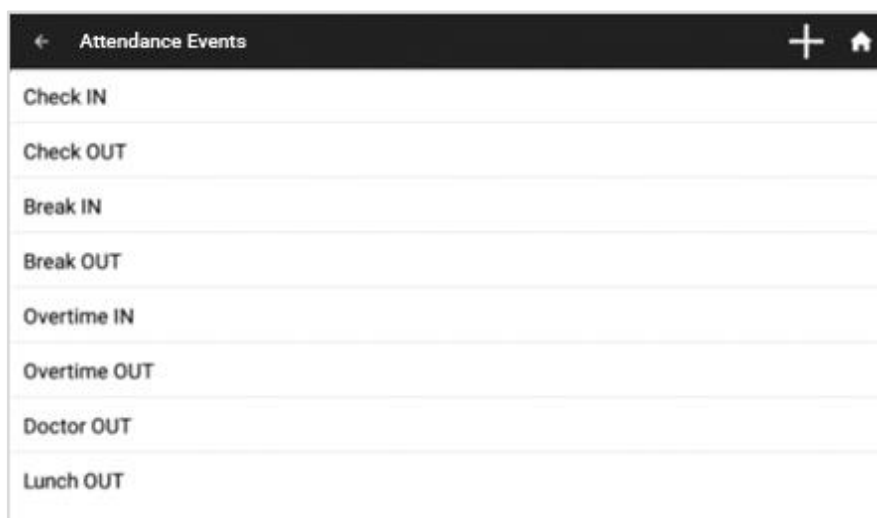 Attendance Events
Check IN
Check OUT
Break IN
Break OUT
Overtime IN
Overtime OUT
Doctor OUT
Lunch OUT